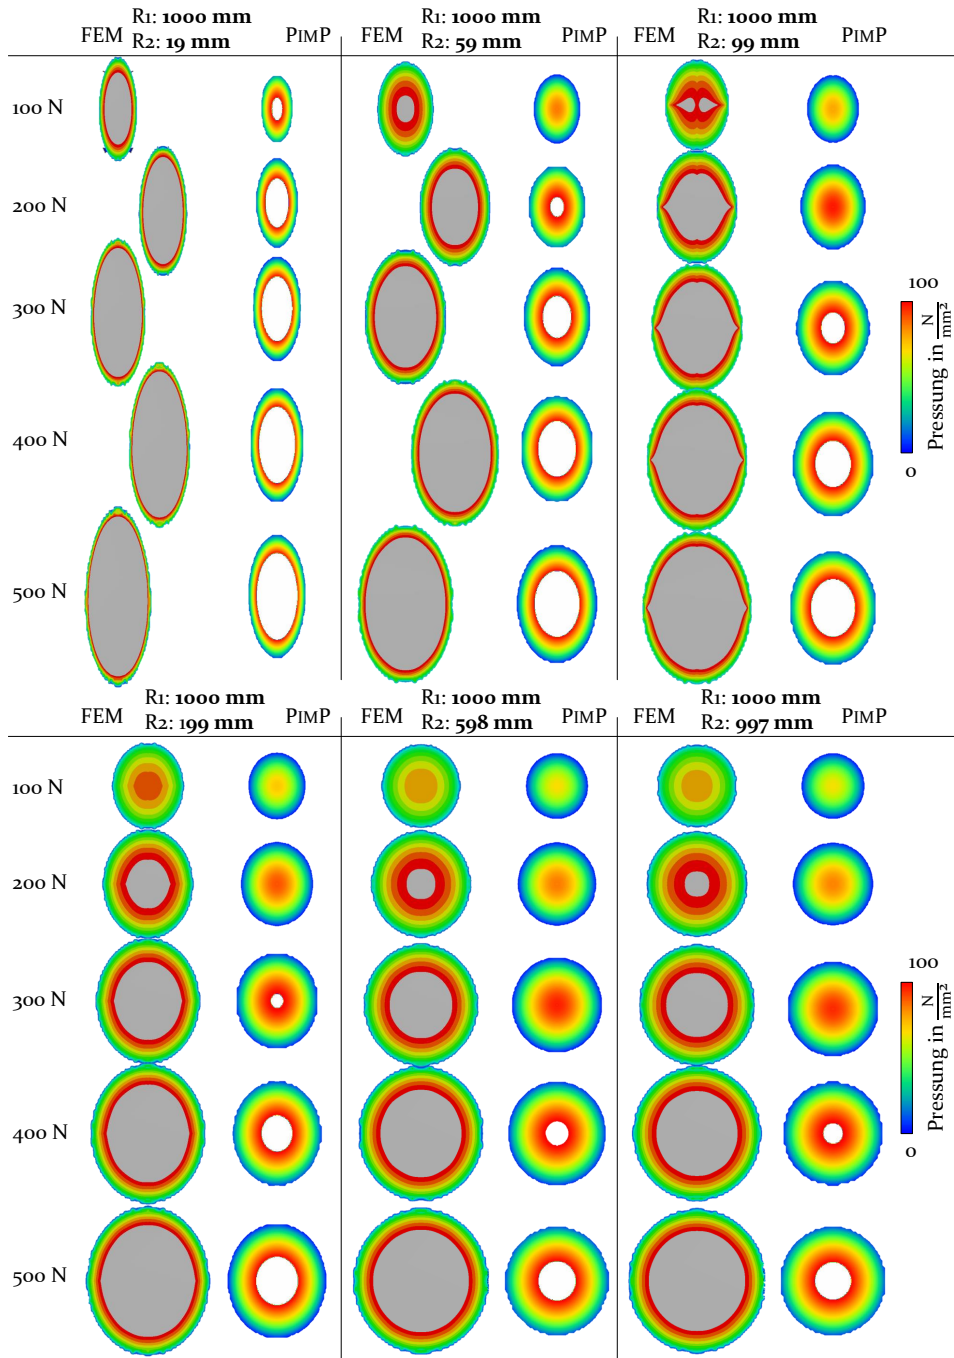 FEM R1: 1000 mm R2: 19 mm PIMP
FEM R1: 1000 mm R2: 59 mm PIMP
FEM R1: 1000 mm R2: 99 mm PIMP
100 N
200 N
300 N
400 N
500 N
100
Pressung in N/mm²
0
FEM R1: 1000 mm R2: 199 mm PIMP
FEM R1: 1000 mm R2: 598 mm PIMP
FEM R1: 1000 mm R2: 997 mm PIMP
100 N
200 N
300 N
400 N
500 N
100
Pressung in N/mm²
0